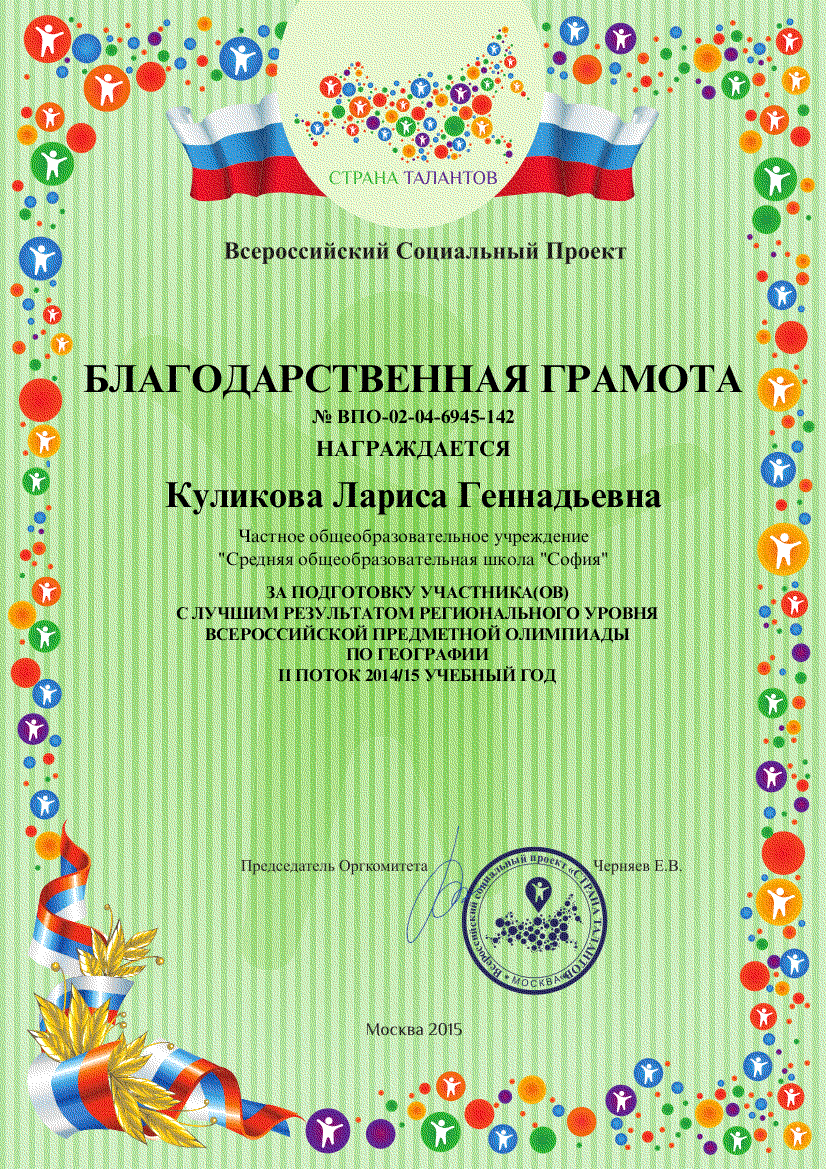 СТРАНА ТАЛАНТОВ
Всероссийский Социальный Проект
БЛАГОДАРСТВЕННАЯ ГРАМОТА
№ ВПО-02-04-6945-142
НАГРАЖДАЕТСЯ
Куликова Лариса Геннадьевна
Частное общеобразовательное учреждение
"Средняя общеобразовательная школа "София"
ЗА ПОДГОТОВКУ УЧАСТНИКА(ОВ)
С ЛУЧШИМ РЕЗУЛЬТАТОМ РЕГИОНАЛЬНОГО УРОВНЯ
ВСЕРОССИЙСКОЙ ПРЕДМЕТНОЙ ОЛИМПИАДЫ
ПО ГЕОГРАФИИ
II ПОТОК 2014/15 УЧЕБНЫЙ ГОД
Председатель Оргкомитета Черняев Е.В.
Всероссийский социальный проект «СТРАНА ТАЛАНТОВ»
МОСКВА
Москва 2015